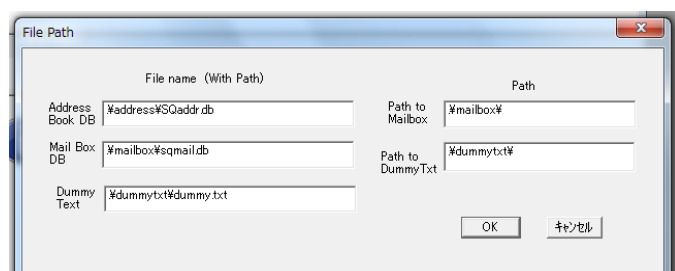 File Path
File name (With Path)
Path
Address
Book DB
¥address¥SQaddr.db
Path to
Mailbox
¥mailbox¥
Mail Box
DB
¥mailbox¥sqmail.db
Path to
DummyTxt
¥dummytxt¥
Dummy
Text
¥dummytxt¥dummy.txt
OK
キャンセル